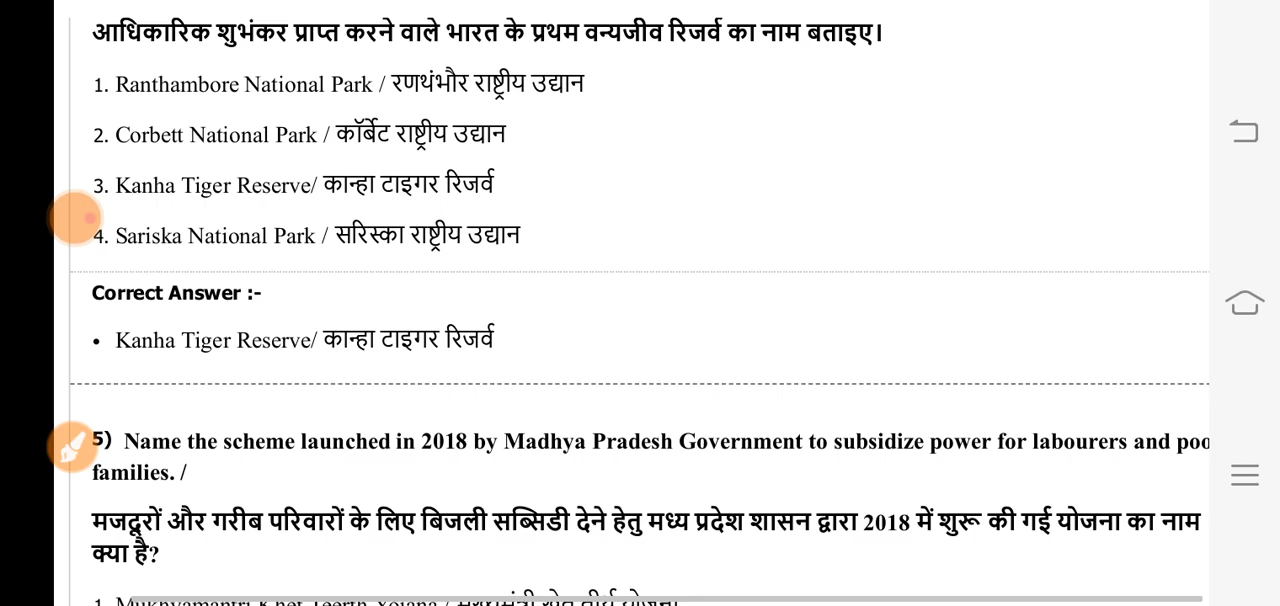 आधिकारिक शुभंकर प्राप्त करने वाले भारत के प्रथम वन्यजीव रिजर्व का नाम बताइए।
1. Ranthambore National Park / रणथंभौर राष्ट्रीय उद्यान
2. Corbett National Park / कॉर्बेट राष्ट्रीय उद्यान
3. Kanha Tiger Reserve/ कान्हा टाइगर रिजर्व
4. Sariska National Park / सरिस्का राष्ट्रीय उद्यान
Correct Answer :-
• Kanha Tiger Reserve/ कान्हा टाइगर रिजर्व
5) Name the scheme launched in 2018 by Madhya Pradesh Government to subsidize power for labourers and poo
families. /
मजदूरों और गरीब परिवारों के लिए बिजली सब्सिडी देने हेतु मध्य प्रदेश शासन द्वारा 2018 में शुरू की गई योजना का नाम
क्या है?
1. Mukhyamantri